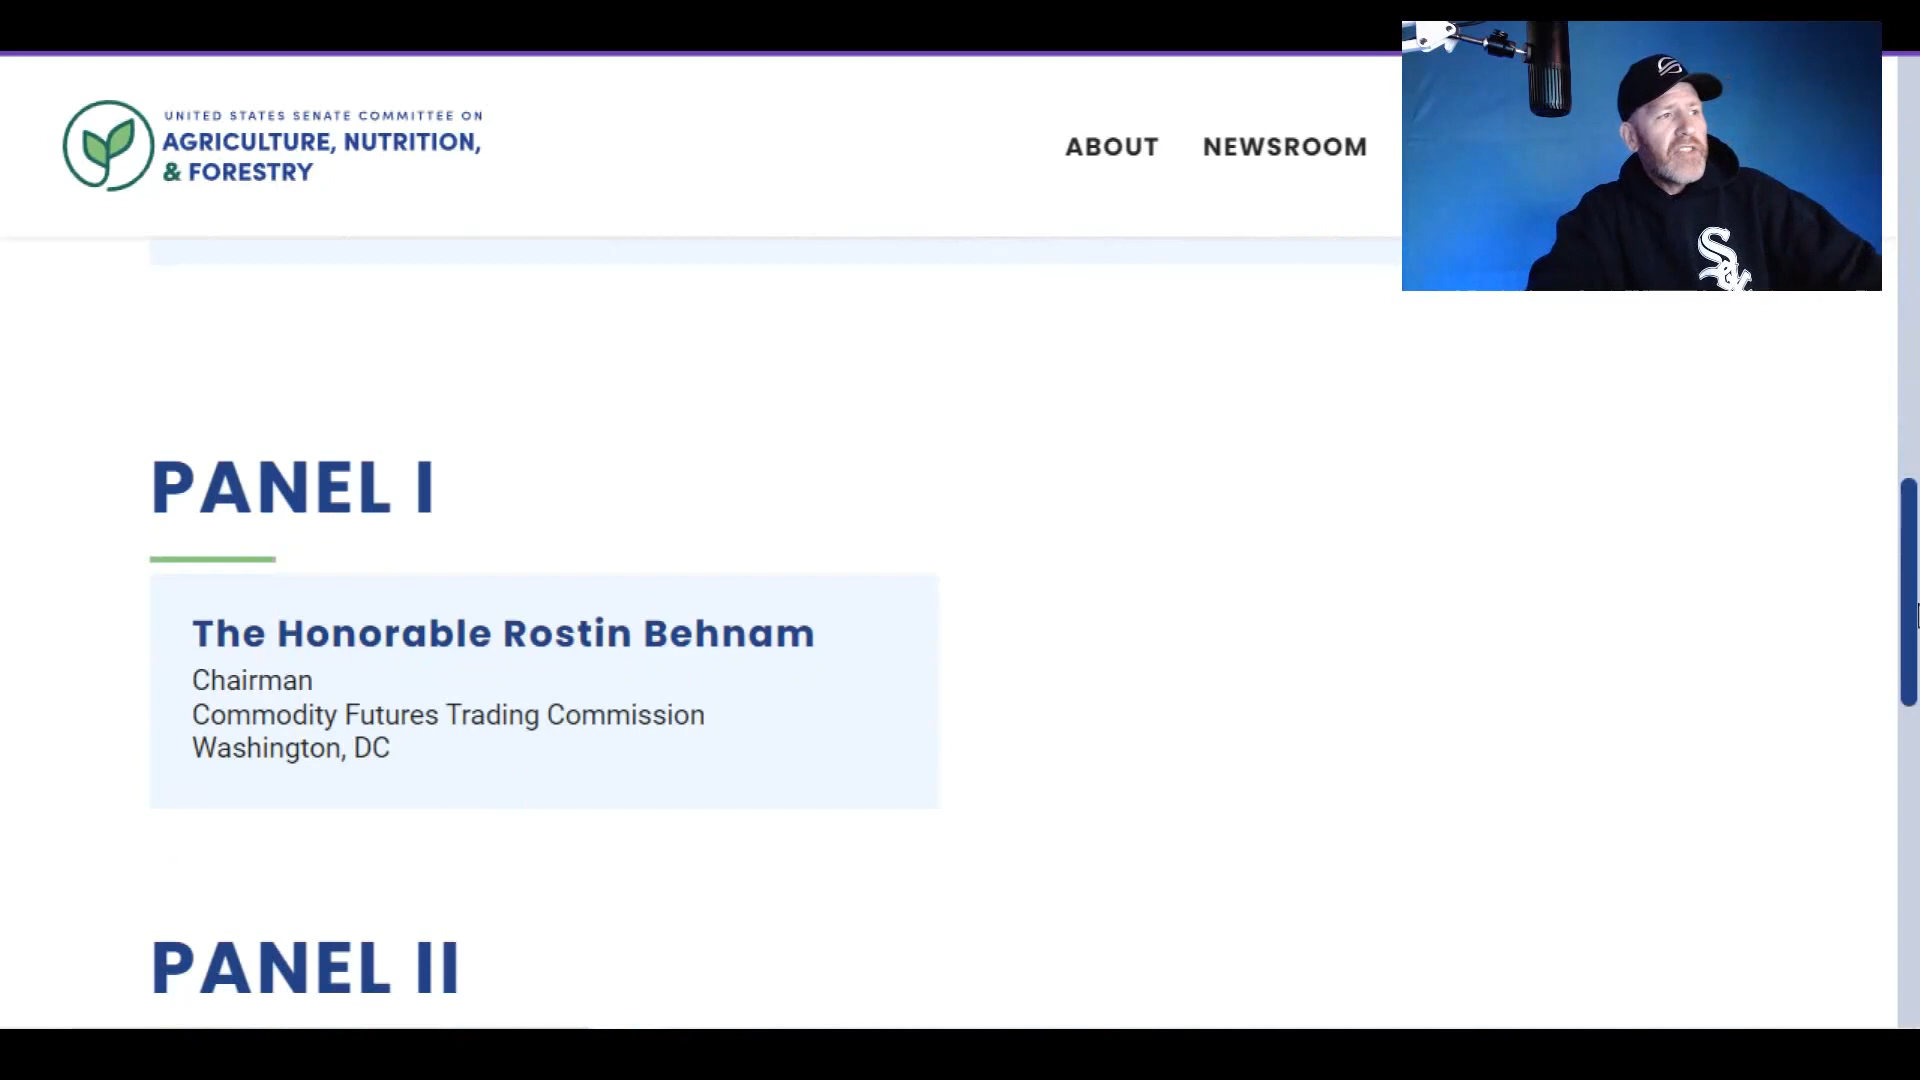 UNITED STATES SENATE COMMITTEE ON
AGRICULTURE, NUTRITION,
& FORESTRY
ABOUT
NEWSROOM
Sox
PANEL I
The Honorable Rostin Behnam
Chairman
Commodity Futures Trading Commission
Washington, DC
PANEL II